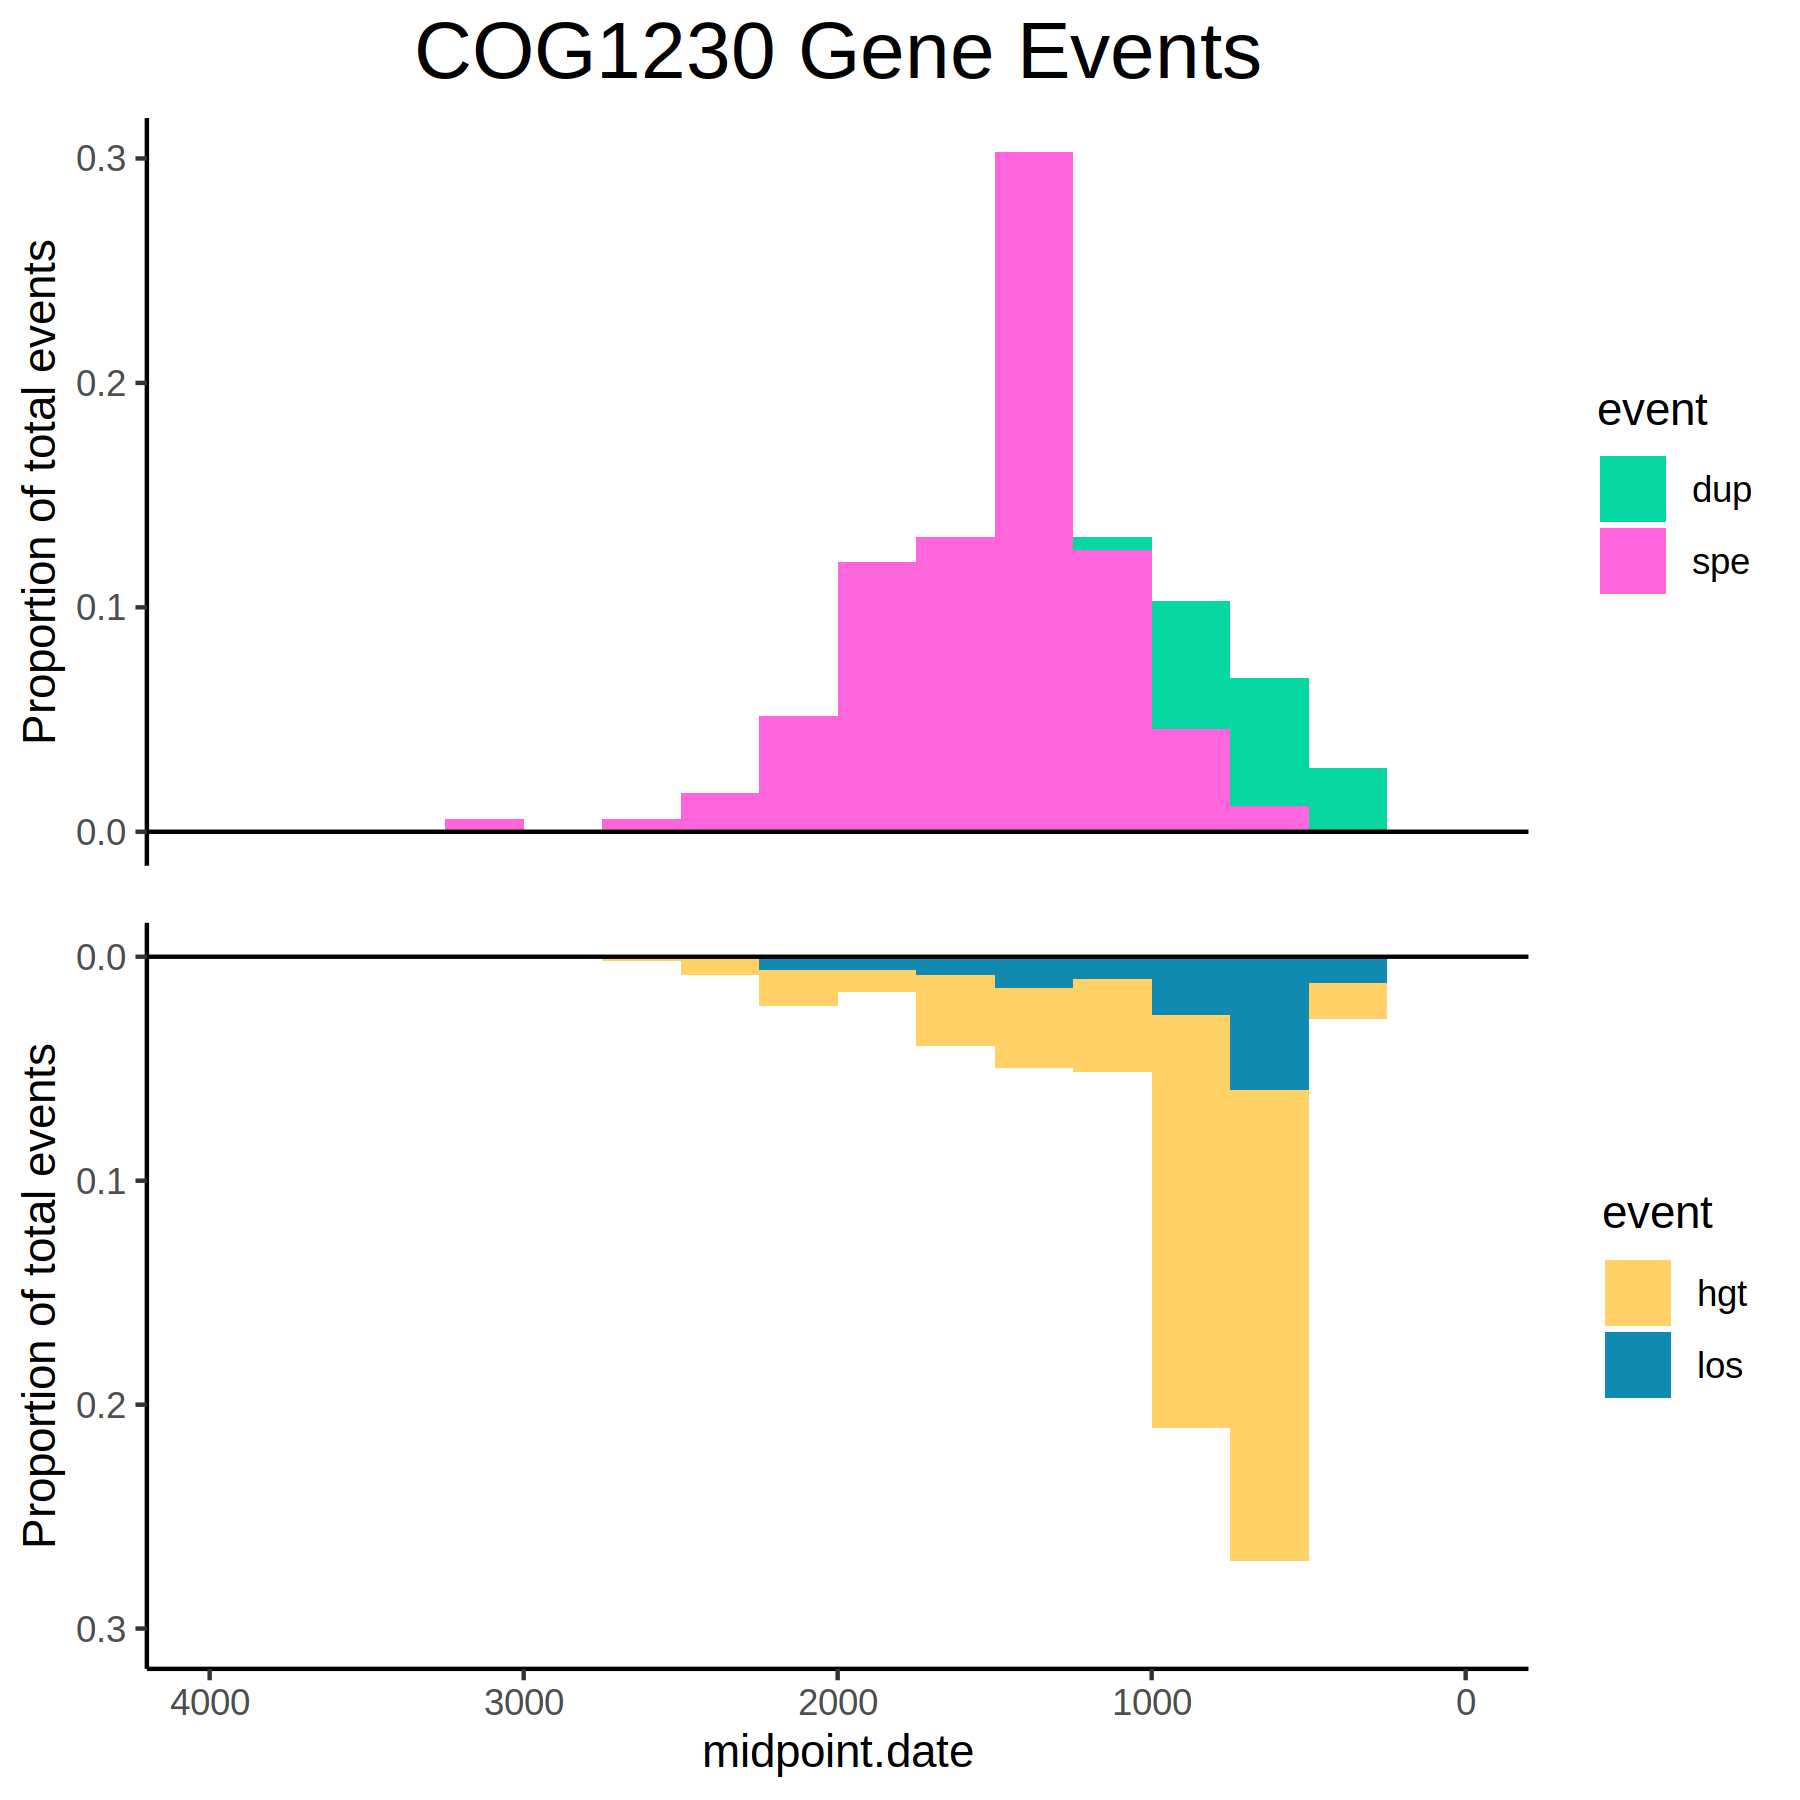 COG1230 Gene Events
Proportion of total events
0.3
0.2
0.1
0.0
event
dup
spe
Proportion of total events
0.0
0.1
0.2
0.3
event
hgt
los
4000 3000 2000 1000 0
midpoint.date